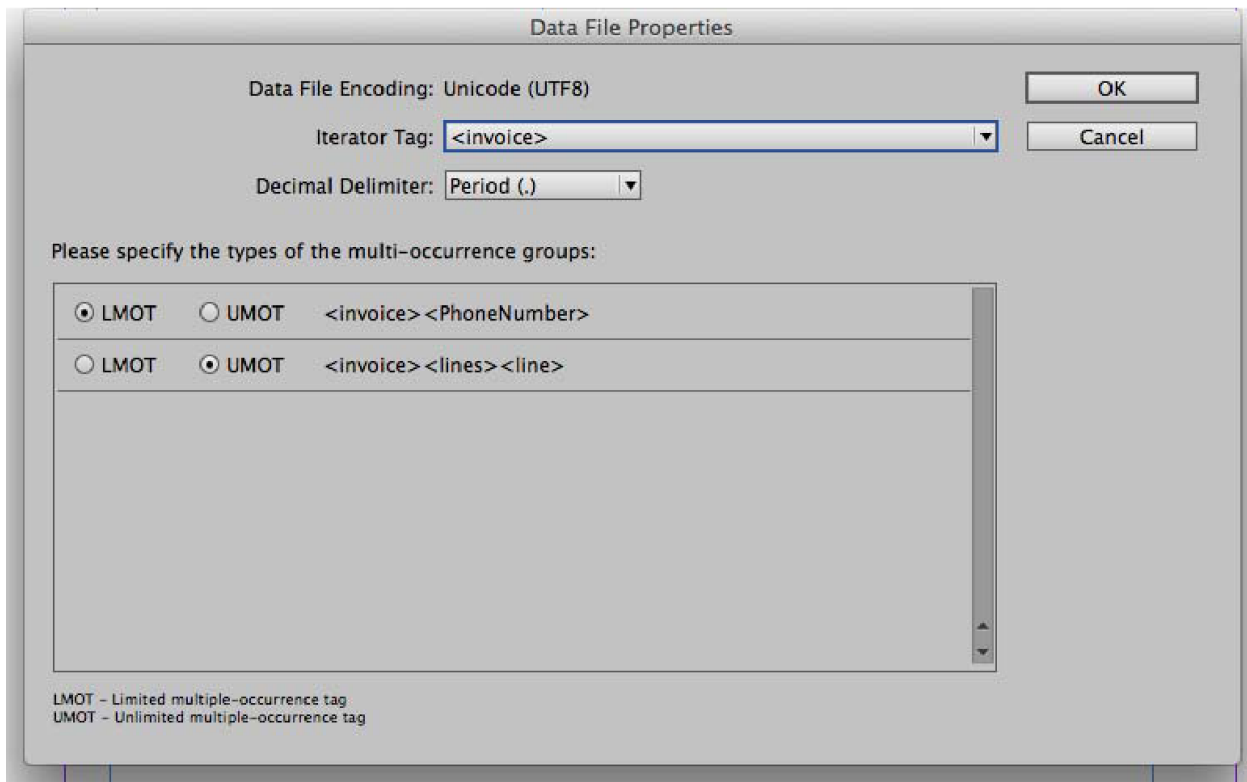 Data File Properties
Data File Encoding: Unicode (UTF8)
OK
Iterator Tag: <invoice>
Cancel
Decimal Delimiter: Period (.)
Please specify the types of the multi-occurrence groups:
LMOT UMOT <invoice><PhoneNumber>
LMOT UMOT <invoice><lines><line>
LMOT - Limited multiple-occurrence tag
UMOT - Unlimited multiple-occurrence tag